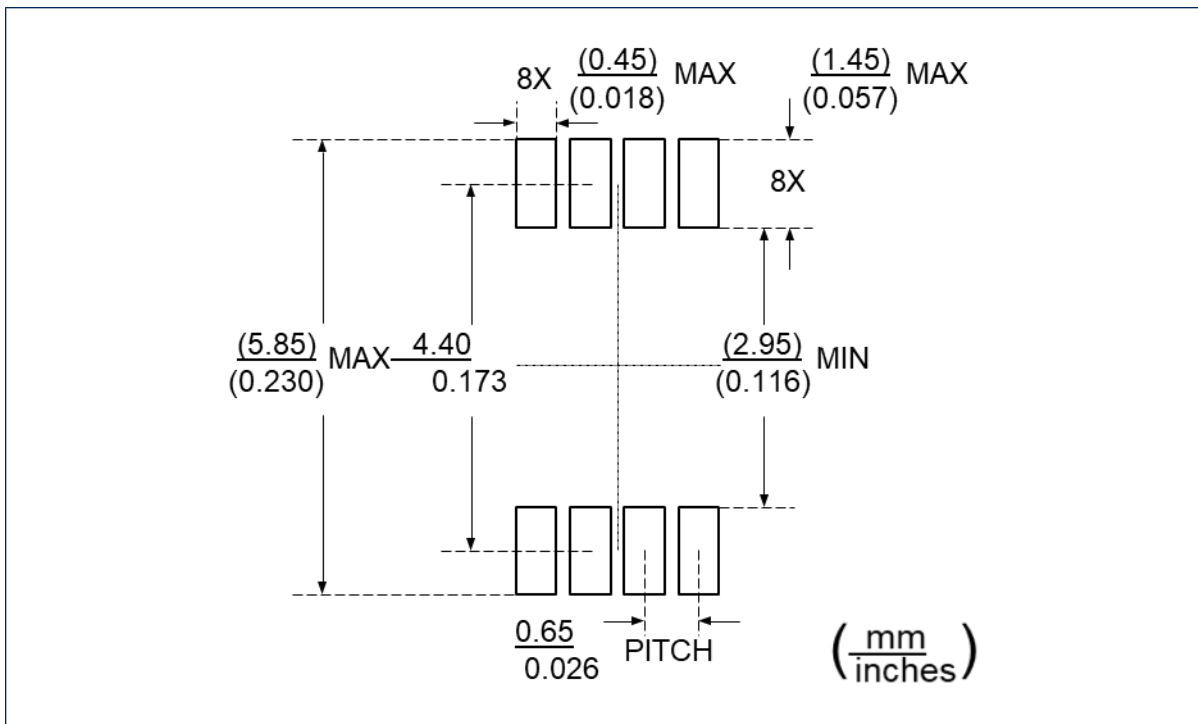 8X (0.45) MAX
(0.018)
(1.45) MAX
(0.057)
8X
(5.85) MAX
(0.230)
4.40
0.173
(2.95) MIN
(0.116)
0.65 PITCH
0.026
(mm
inches)